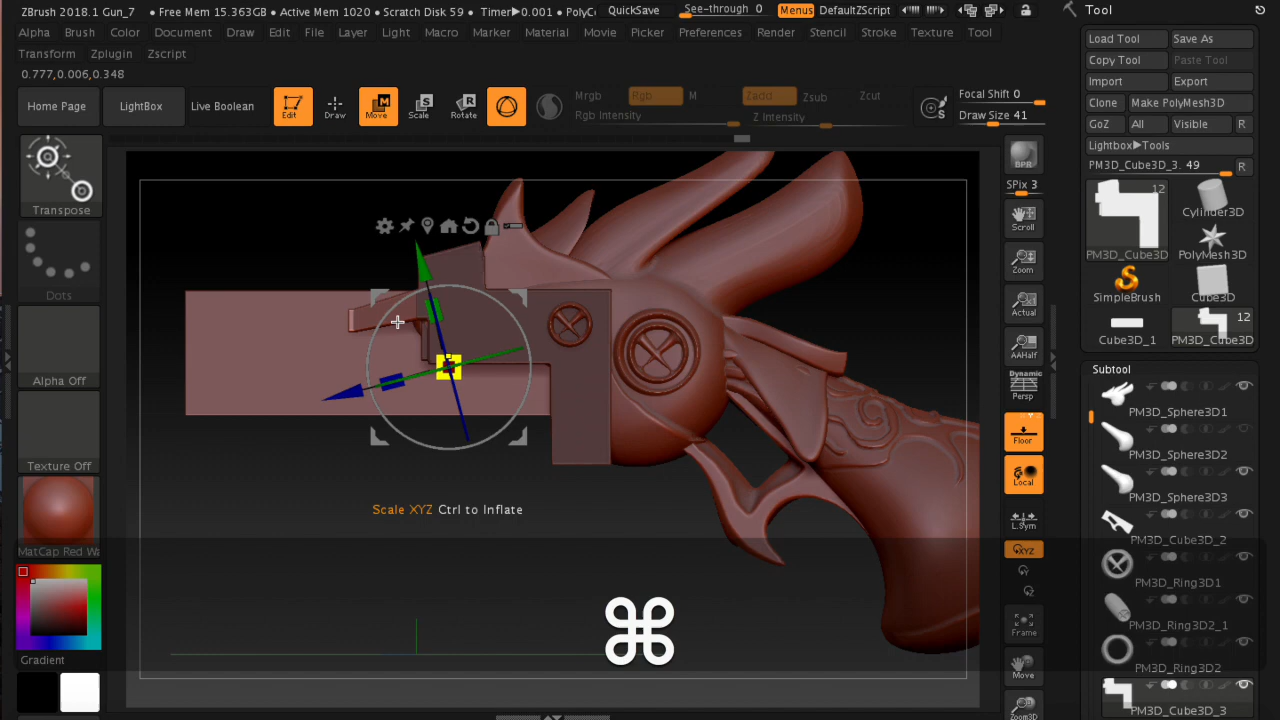 ZBrush 2018.1 Gun_7 • Free Mem 15.363GB • Active Mem 1020 • Scratch Disk 59 • Timer▶0.001 • PolyC QuickSave See-through 0 Menus DefaultZScript Tool
Alpha Brush Color Document Draw Edit File Layer Light Macro Marker Material Movie Picker Preferences Render Stencil Stroke Texture Tool
Transform Zplugin Zscript
0.777,0.006,0.348
Load Tool Save As
Copy Tool Paste Tool
Import Export
Clone Make PolyMesh3D
GoZ All Visible R
Lightbox▶Tools
PM3D_Cube3D_3. 49 R
Home Page LightBox Live Boolean Edit Draw Move Scale Rotate
Mrgb Rgb M Zadd Zsub Zcut
Rgb Intensity Z Intensity
Focal Shift 0
Draw Size 41
Transpose
Dots
Alpha Off
Texture Off
MatCap Red Wa
Gradient
Scale XYZ Ctrl to Inflate
BPR
SPix 3
Scroll
Zoom
Actual
AAHalf
Dynamic
Persp
Floor
Local
L.Sym
XYZ
Y
Z
Frame
Move
Zoom3D
12
PM3D_Cube3D
Cylinder3D
PolyMesh3D
SimpleBrush
Cube3D
Cube3D_1
12
PM3D_Cube3D
Subtool
PM3D_Sphere3D1
PM3D_Sphere3D2
PM3D_Sphere3D3
PM3D_Cube3D_2
PM3D_Ring3D1
PM3D_Ring3D2_1
PM3D_Ring3D2
PM3D_Cube3D_3